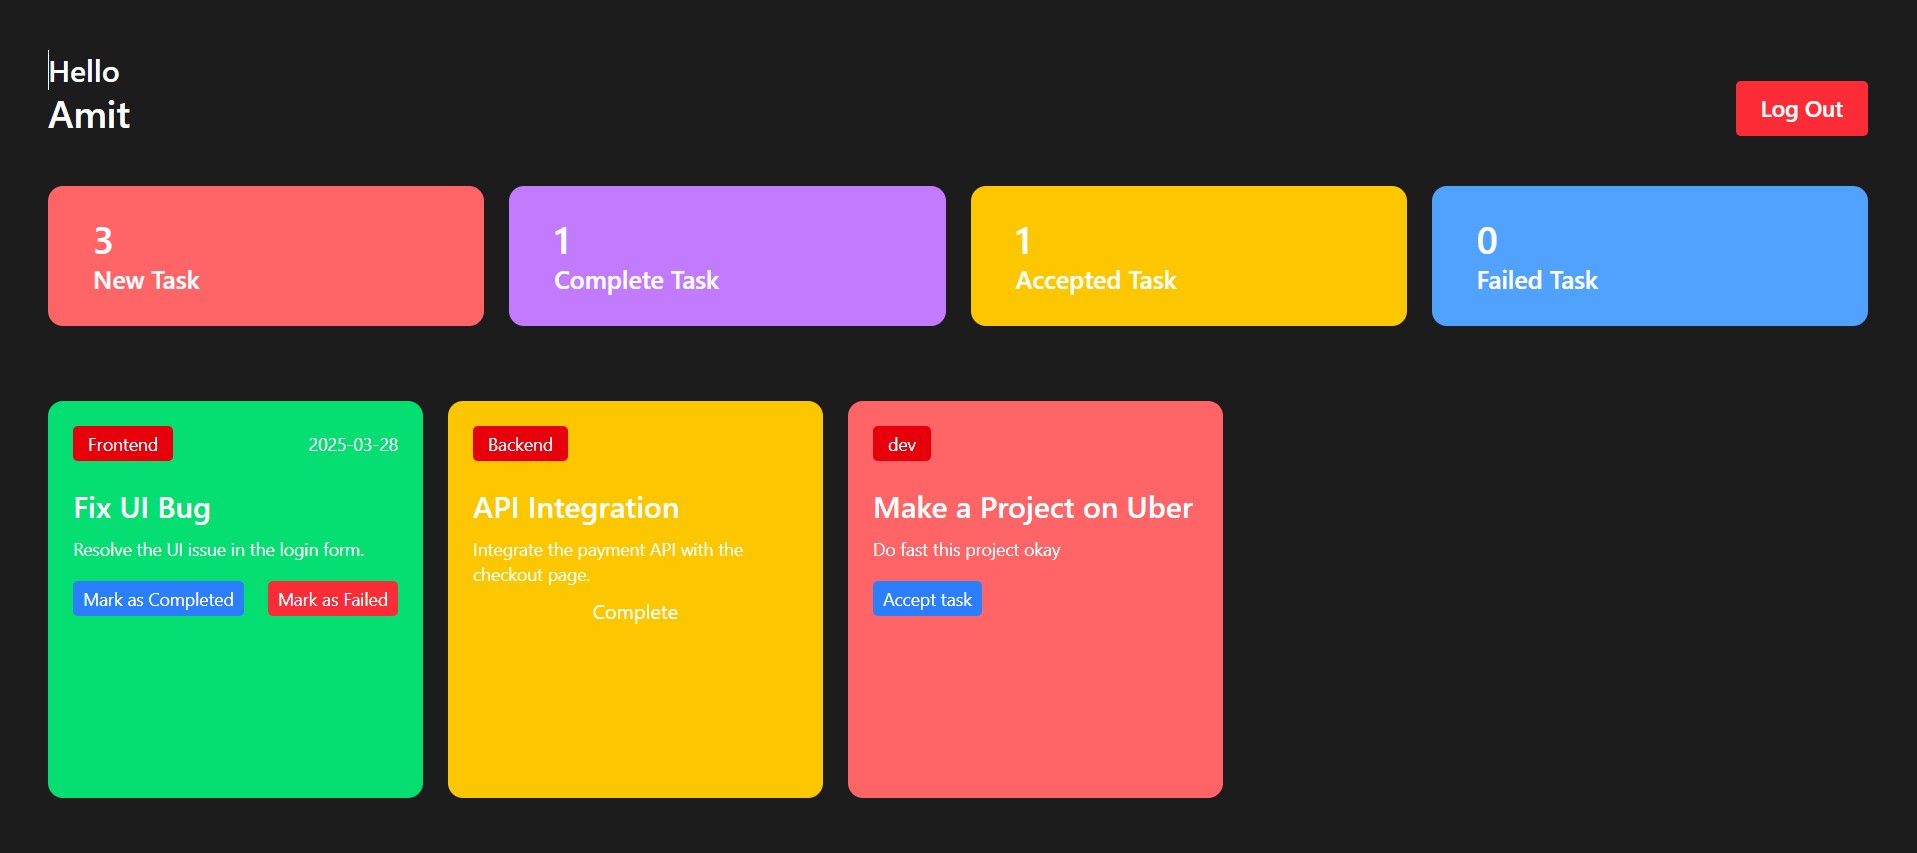 Hello
Amit
Log Out
3
New Task
1
Complete Task
1
Accepted Task
0
Failed Task
Frontend 2025-03-28
Fix UI Bug
Resolve the UI issue in the login form.
Mark as Completed Mark as Failed
Backend
API Integration
Integrate the payment API with the
checkout page.
Complete
dev
Make a Project on Uber
Do fast this project okay
Accept task